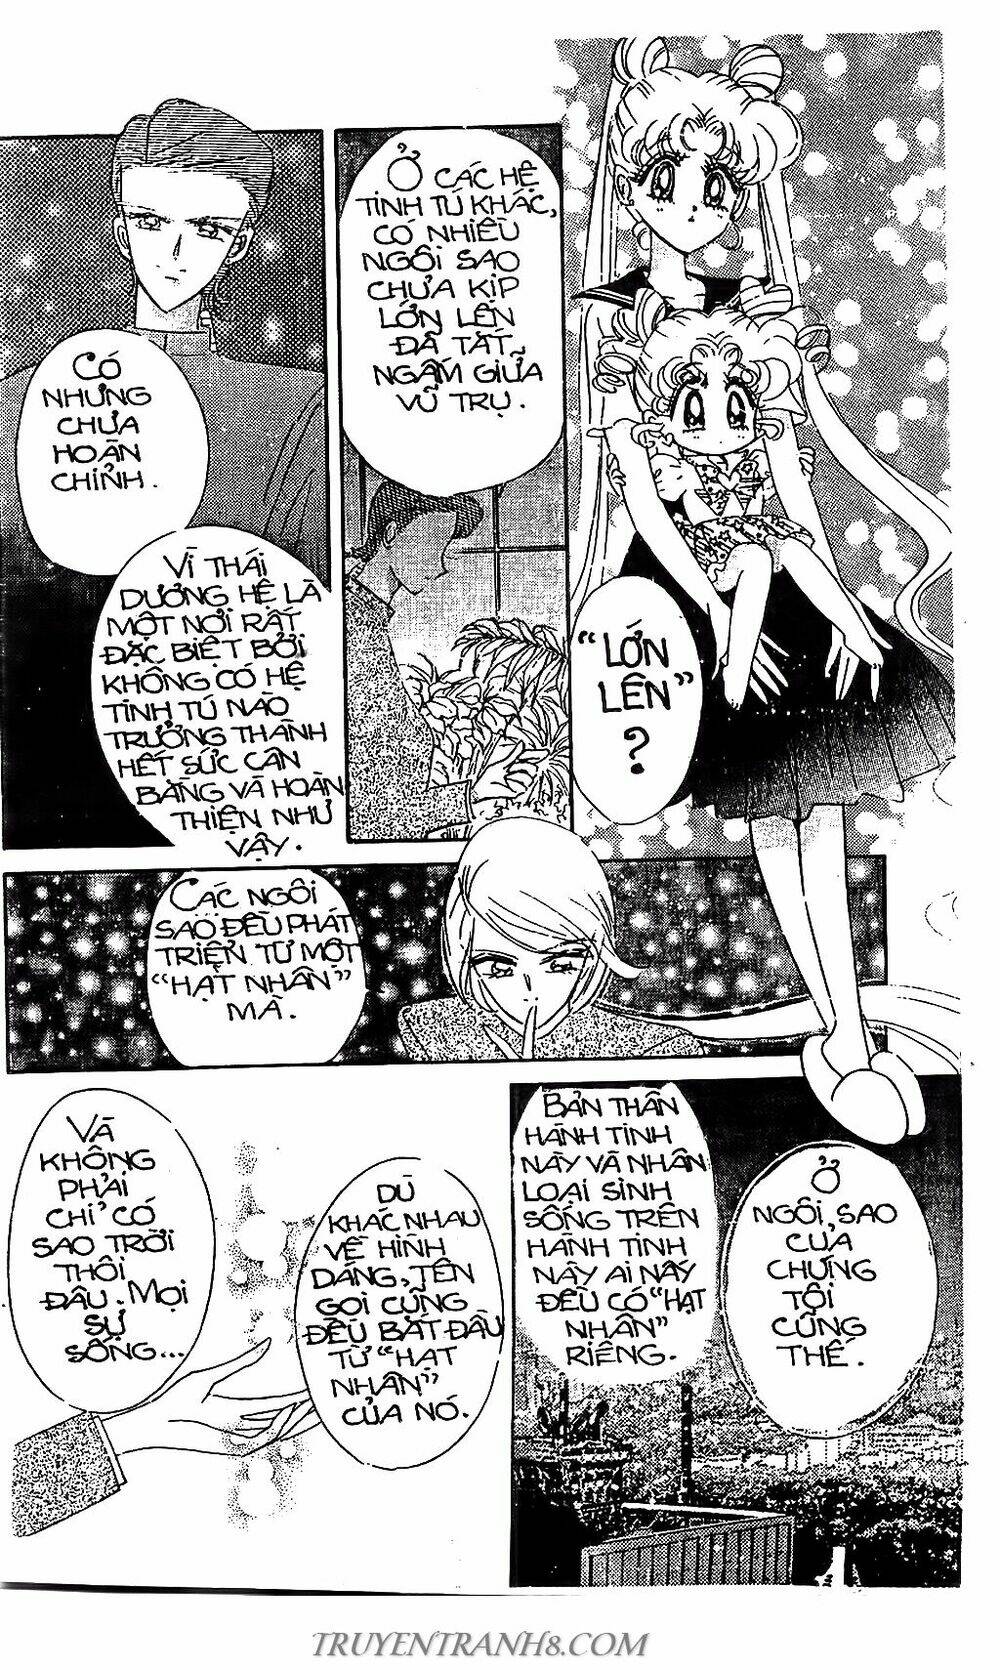 CÓ
NHƯNG
CHƯA
HOÀN
CHỈNH.
VÌ THÁI
DƯƠNG HỆ LÀ
MỘT NƠI RẤT
ĐẶC BIỆT BỞI
KHÔNG CÓ HỆ
TINH TÚ NÀO
TRƯỞNG THÀNH
HẾT SỨC CÂN
BẰNG VÀ HOÀN
THIỆN NHƯ
VẬY.
Ở CÁC HỆ
TINH TÚ KHÁC,
CÓ NHIỀU
NGÔI SAO
CHƯA KỊP
LỚN LÊN
ĐÃ TẮT
NGẤM GIỮA
VŨ TRỤ.
"LỚN
LÊN"
?
CÁC NGÔI
SAO ĐỀU PHÁT
TRIỂN TỪ MỘT
"HẠT NHÂN"
MÀ.
VÀ
KHÔNG
PHẢI
CHỈ CÓ
SAO TRỜI
THÔI
ĐÂU. MỌI
SỰ
SỐNG...
DÙ
KHÁC NHAU
VỀ HÌNH
DÁNG, TÊN
GỌI CŨNG
ĐỀU BẮT ĐẦU
TỪ "HẠT
NHÂN"
CỦA NÓ.
BẢN THÂN
HÀNH TINH
NÀY VÀ NHÂN
LOẠI SINH
SỐNG TRÊN
HÀNH TINH
NÀY AI NẤY
ĐỀU CÓ "HẠT
NHÂN"
RIÊNG.
Ở
NGÔI SAO
CỦA
CHÚNG
TÔI
CŨNG
THẾ.
TRUYENTRANH8.COM